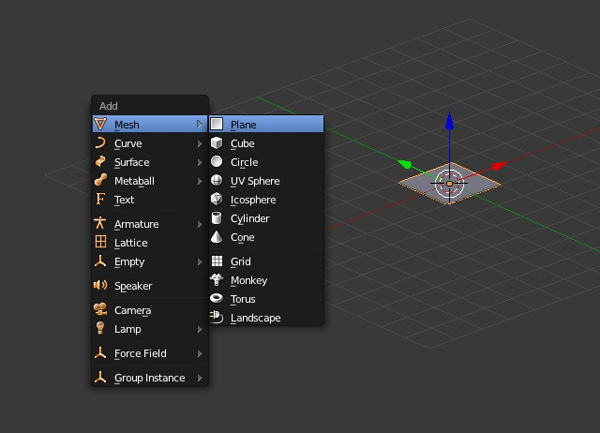 Add
Mesh
Curve
Surface
Metaball
Text
Armature
Lattice
Empty
Speaker
Camera
Lamp
Force Field
Group Instance
Plane
Cube
Circle
UV Sphere
Icosphere
Cylinder
Cone
Grid
Monkey
Torus
Landscape